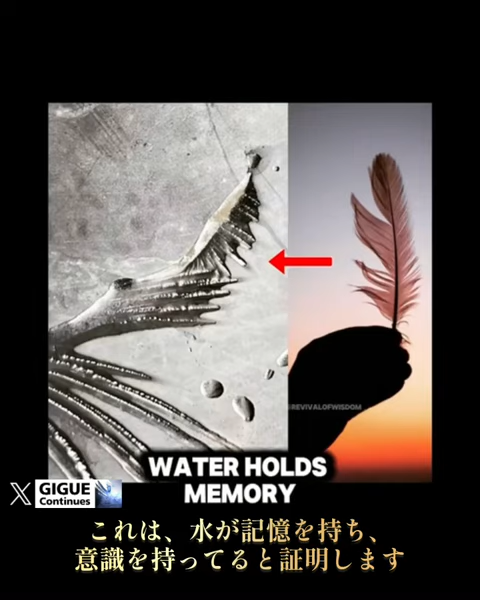 @REVIVALOFWISDOM
WATER HOLDS
MEMORY
X GIGUE
Continues
これは、水が記憶を持ち、
意識を持ってると証明します